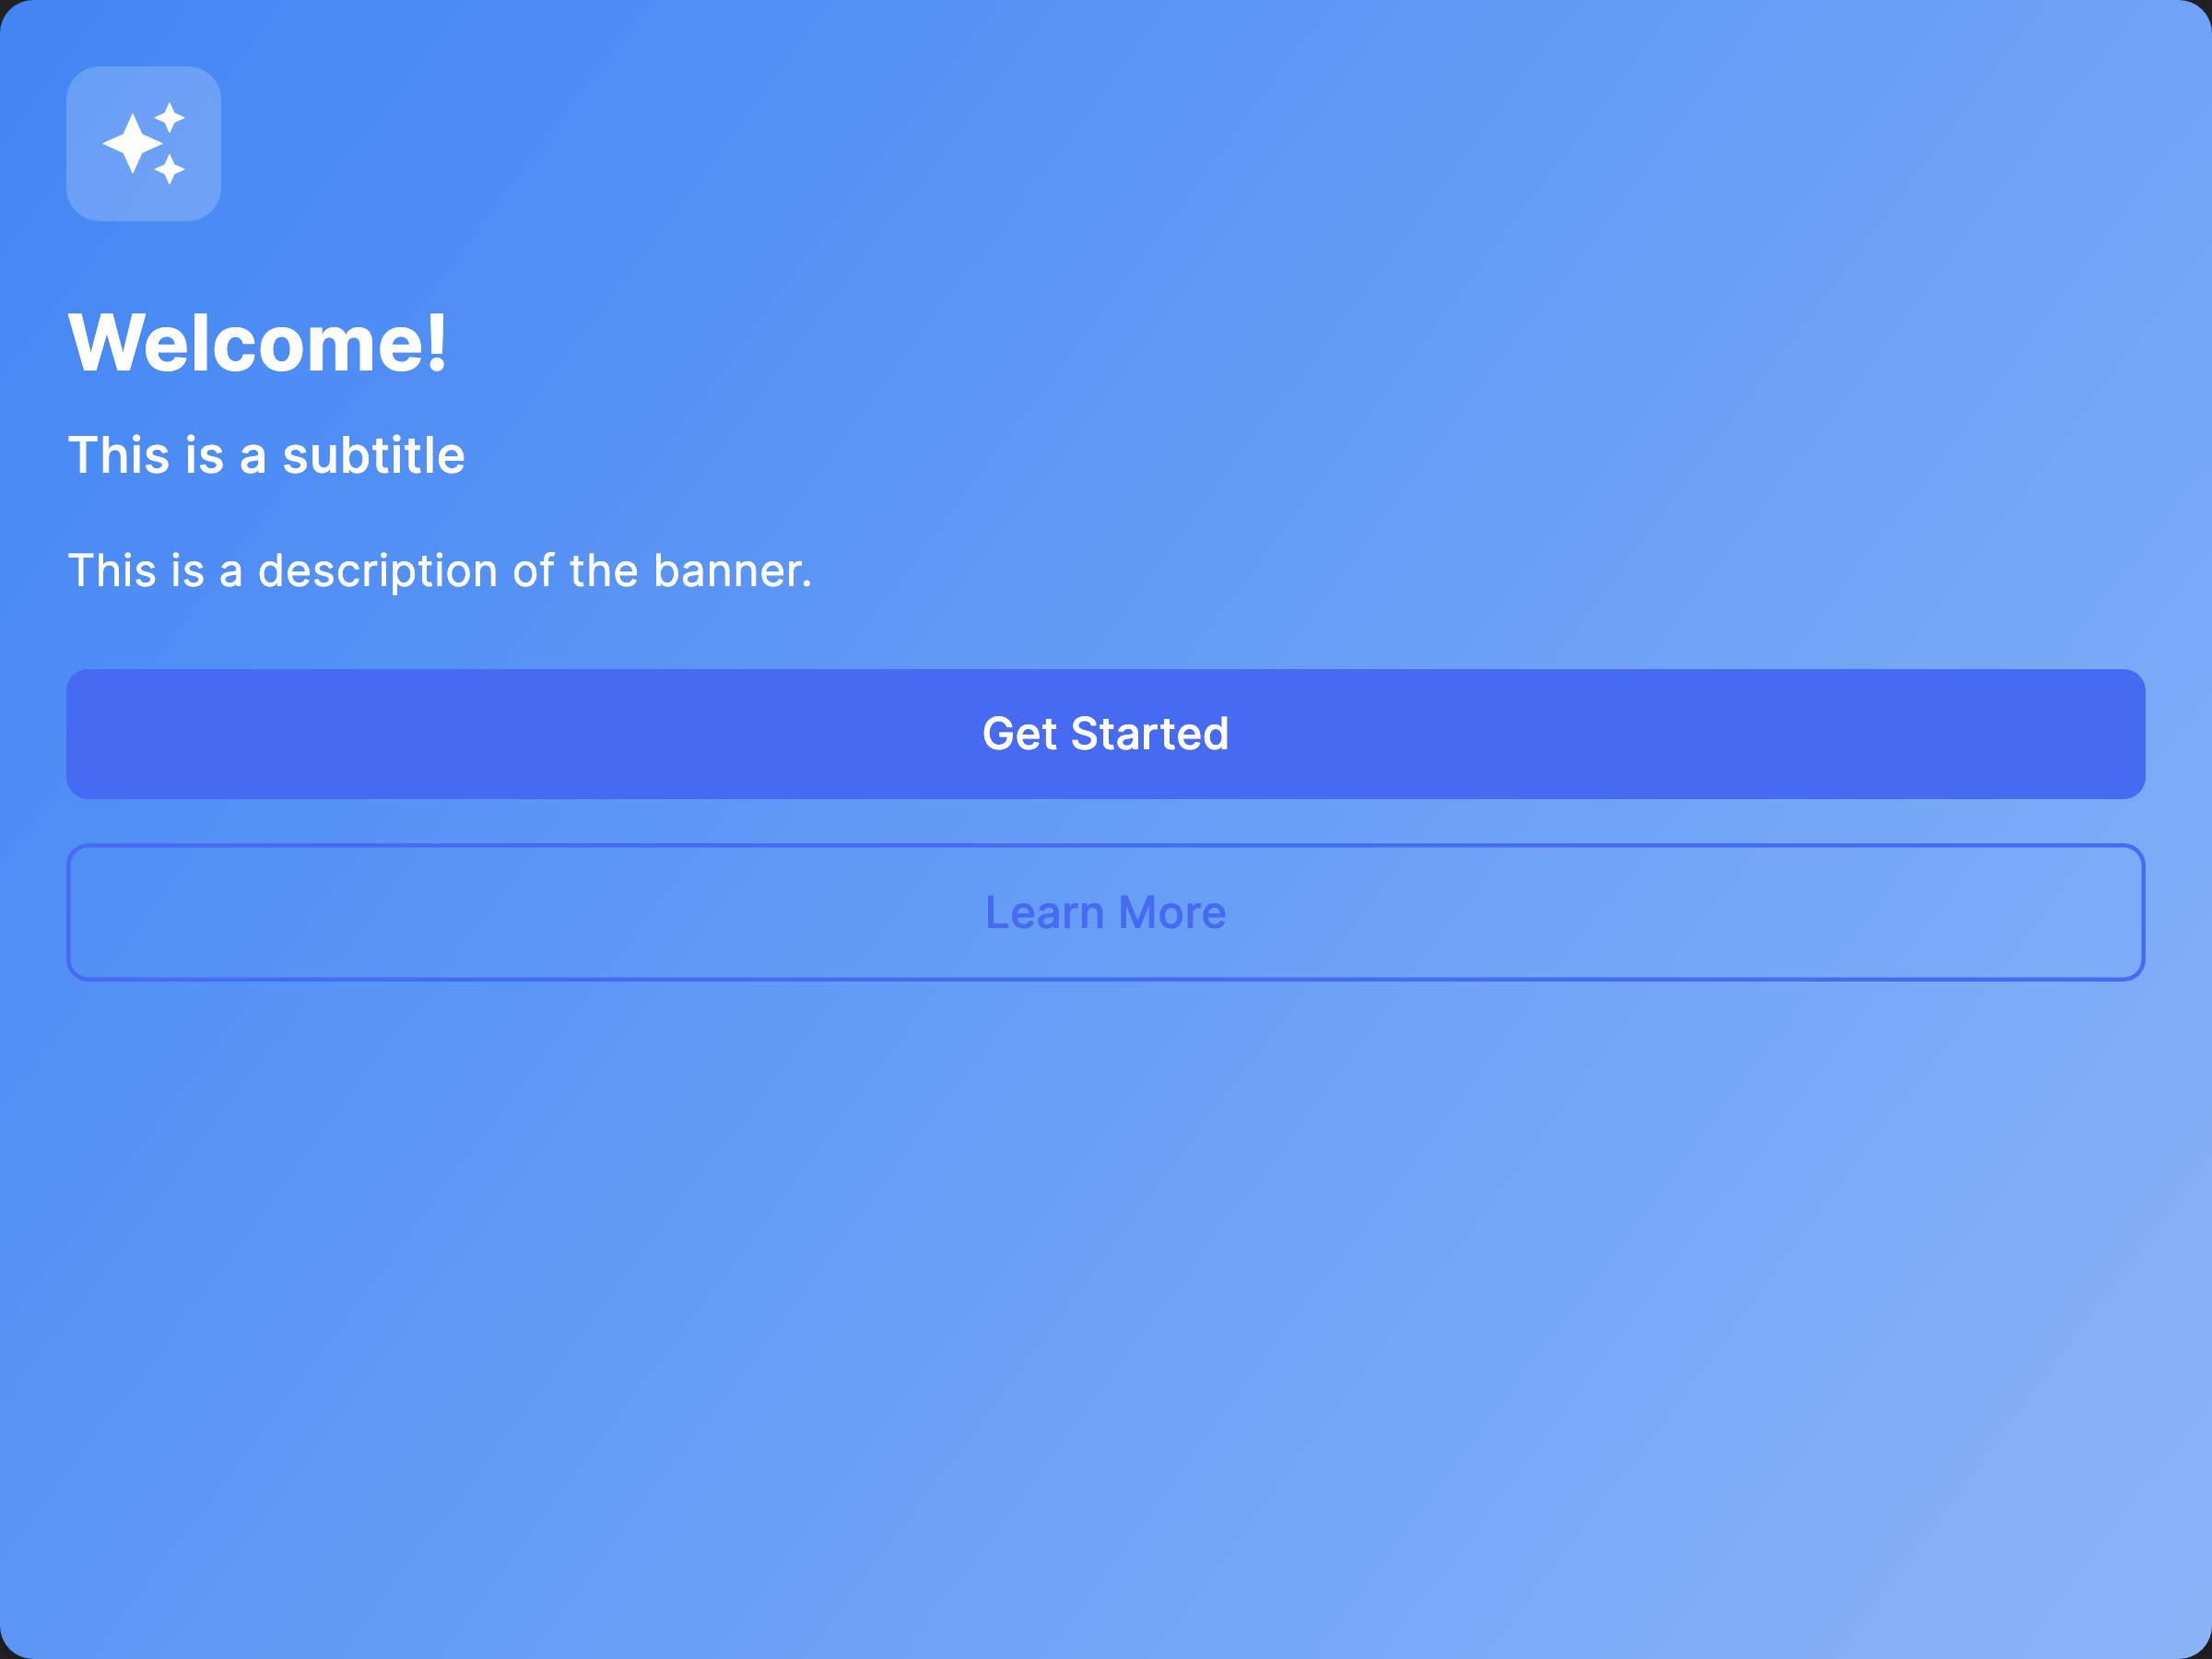 Welcome!
This is a subtitle
This is a description of the banner.
Get Started
Learn More